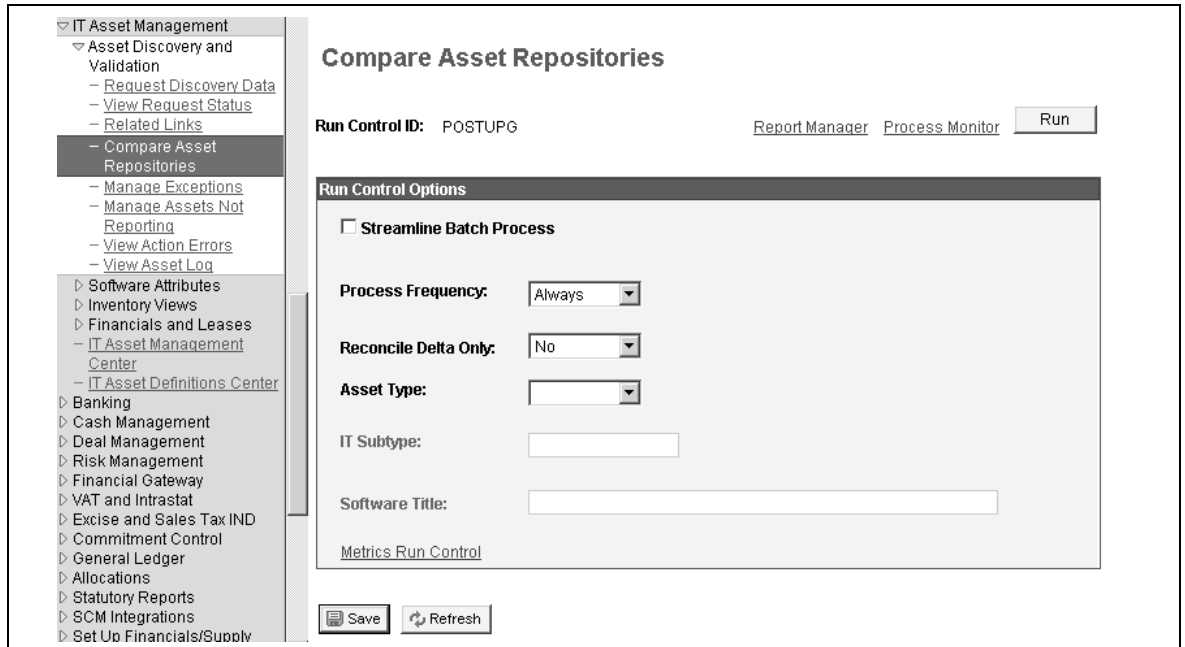 IT Asset Management
Asset Discovery and
Validation
Request Discovery Data
View Request Status
Related Links
Compare Asset
Repositories
Manage Exceptions
Manage Assets Not
Reporting
View Action Errors
View Asset Log
Software Attributes
Inventory Views
Financials and Leases
IT Asset Management
Center
IT Asset Definitions Center
Banking
Cash Management
Deal Management
Risk Management
Financial Gateway
VAT and Intrastat
Excise and Sales Tax IND
Commitment Control
General Ledger
Allocations
Statutory Reports
SCM Integrations
Set Up Financials/Supply
Compare Asset Repositories
Run Control ID: POSTUPG Report Manager Process Monitor Run
Run Control Options
Streamline Batch Process
Process Frequency: Always
Reconcile Delta Only: No
Asset Type:
IT Subtype:
Software Title:
Metrics Run Control
Save Refresh